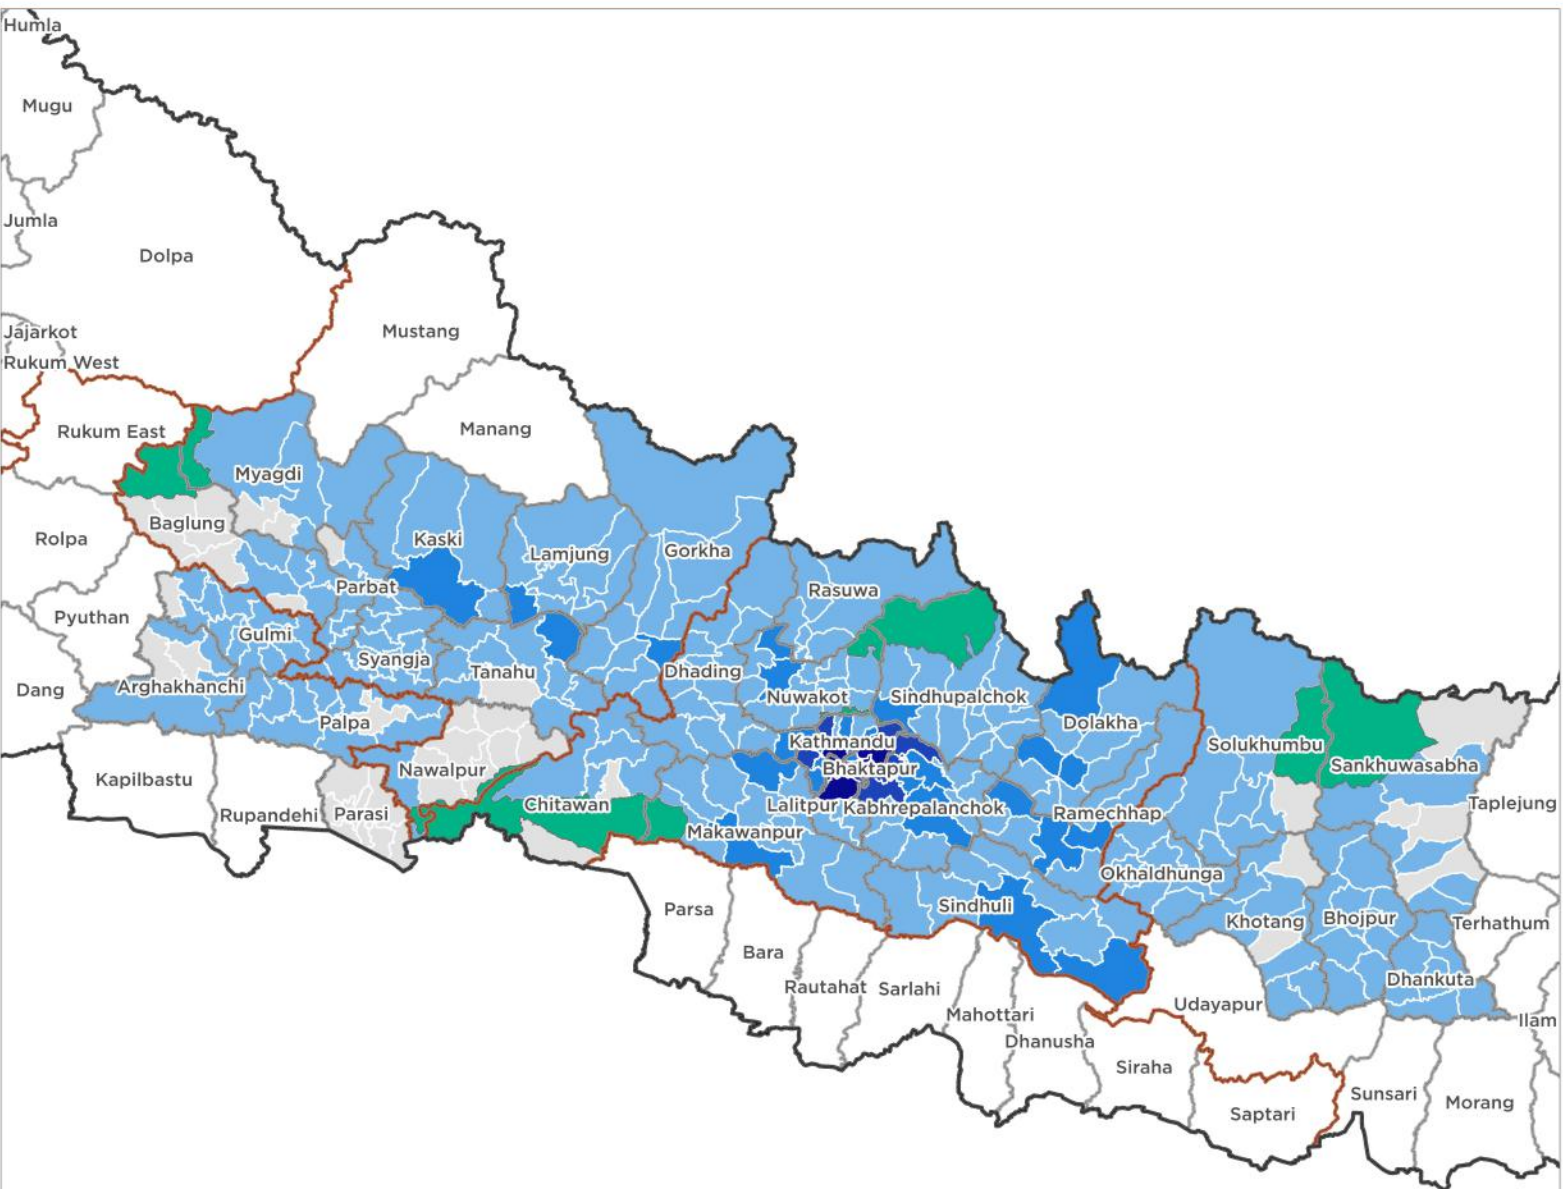 Humla
Mugu
Jumla
Dolpa
Jajarkot
Mustang
Rukum West
Rukum East
Manang
Myagdi
Baglung
Rolpa
Kaski
Lamjung
Gorkha
Parbat
Rasuwa
Pyuthan
Gulmi
Syangja
Tanahu
Dhading
Dang
Arghakhanchi
Nuwakot
Sindhupalchok
Palpa
Dolakha
Kathmandu
Solukhumbu
Nawalpur
Bhaktapur
Sankhuwasabha
Kapilbastu
Chitawan
Lalitpur
Kabhrepalanchok
Taplejung
Rupandehi
Parasi
Ramechhap
Makawanpur
Okhaldhunga
Parsa
Sindhuli
Khotang
Bhojpur
Terhathum
Bara
Dhankuta
Rautahat
Sarlahi
Udayapur
Mahottari
Ilam
Dhanusha
Siraha
Sunsari
Morang
Saptari